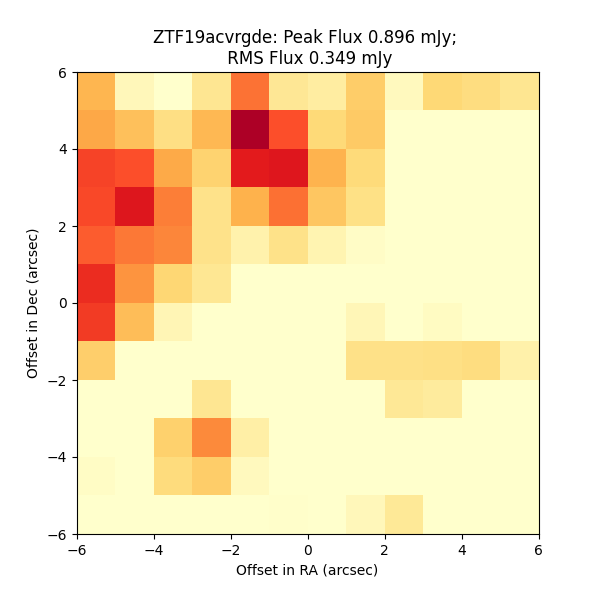 ZTF19acvrgde: Peak Flux 0.896 mJy;
RMS Flux 0.349 mJy
6
4
2
0
−2
−4
−6
Offset in Dec (arcsec)
−6 −4 −2 0 2 4 6
Offset in RA (arcsec)